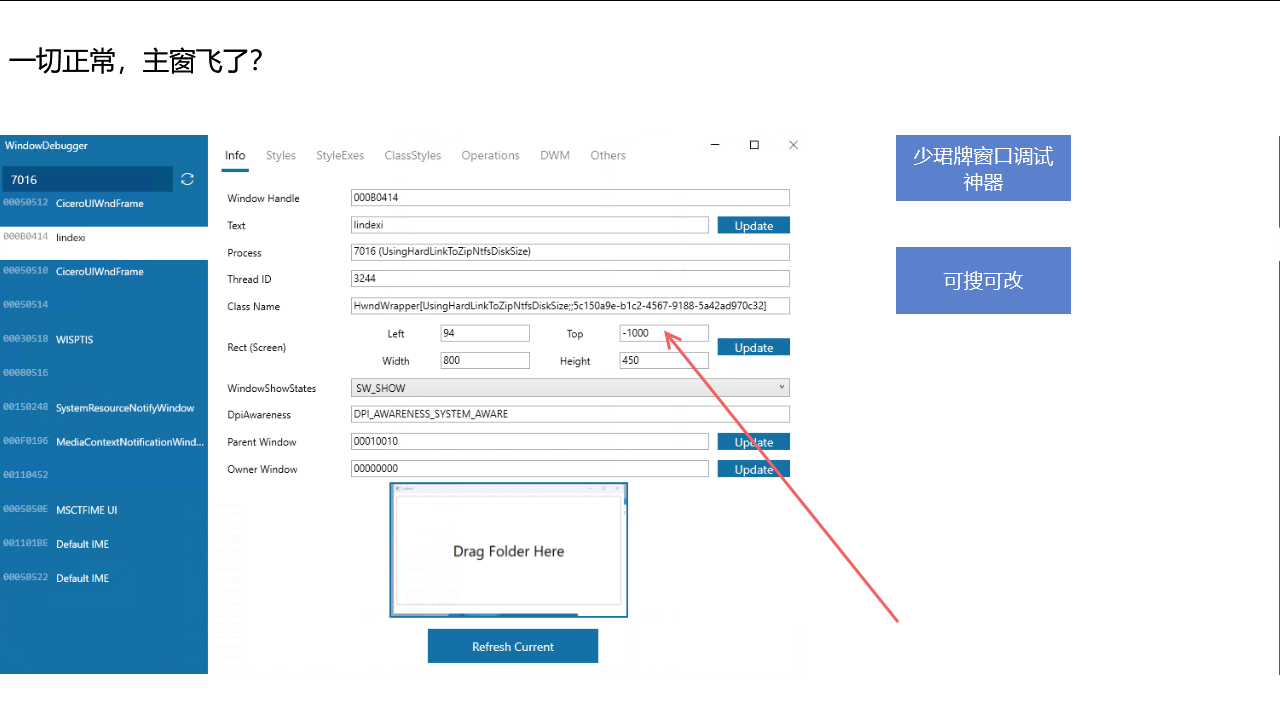 一切正常，主窗飞了？
WindowDebugger
7016
00050512 CiceroUIWndFrame
000B0414 lindexi
00050510 CiceroUIWndFrame
00050514
00030518 WISPTIS
00080516
00150248 SystemResourceNotifyWindow
000F0196 MediaContextNotificationWind...
00110452
0005050E MSCTFIME UI
001101BE Default IME
00050522 Default IME
Info Styles StyleExes ClassStyles Operations DWM Others
Window Handle 000B0414
Text lindexi Update
Process 7016 (UsingHardLinkToZipNtfsDiskSize)
Thread ID 3244
Class Name HwndWrapper[UsingHardLinkToZipNtfsDiskSize;;5c150a9e-b1c2-4567-9188-5a42ad970c32]
Left 94 Top -1000
Rect (Screen) Update
Width 800 Height 450
WindowShowStates SW_SHOW
DpiAwareness DPI_AWARENESS_SYSTEM_AWARE
Parent Window 00010010 Update
Owner Window 00000000 Update
Drag Folder Here
Refresh Current
少珺牌窗口调试
神器
可搜可改